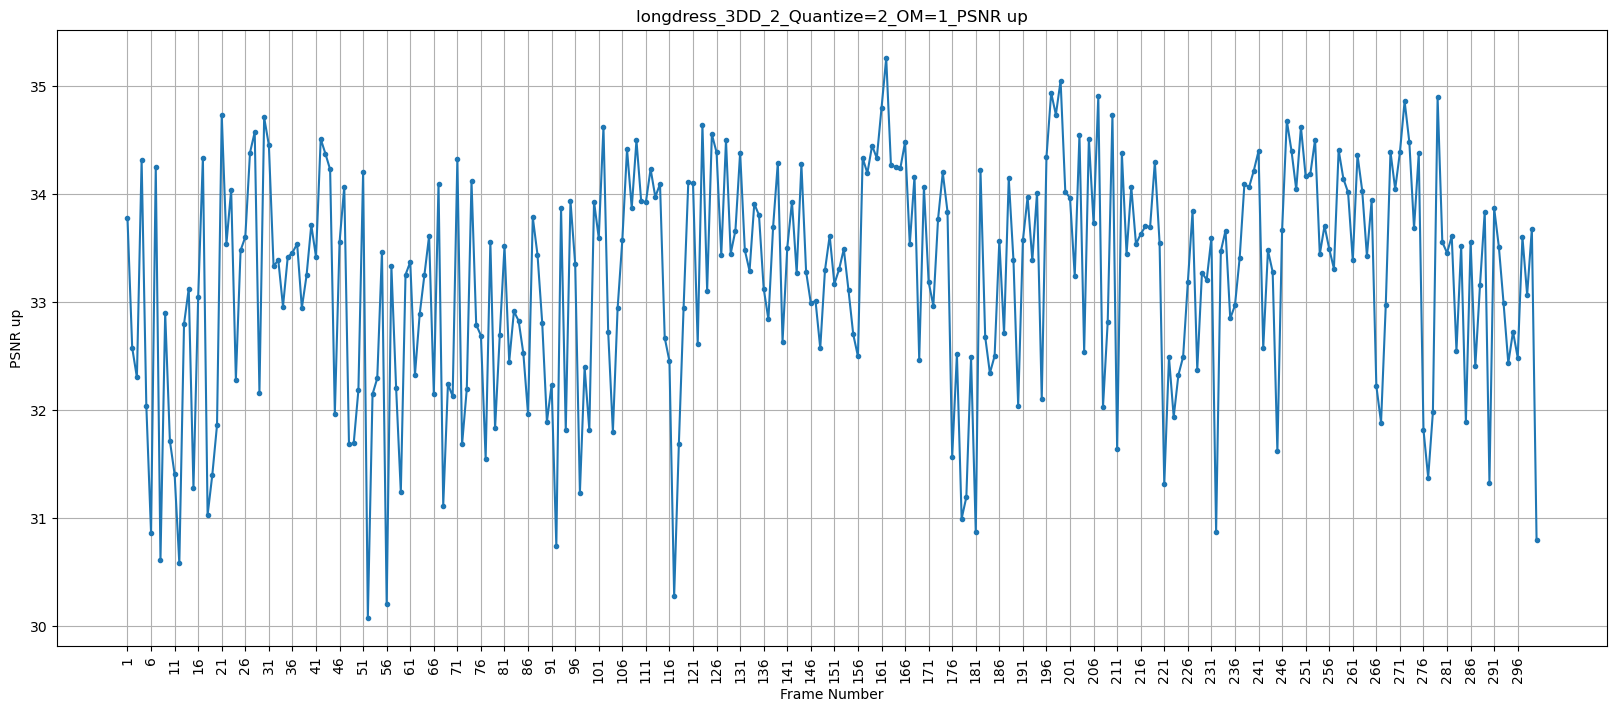 longdress_3DD_2_Quantize=2_OM=1_PSNR up
PSNR up
35
34
33
32
31
30
1 6 11 16 21 26 31 36 41 46 51 56 61 66 71 76 81 86 91 96 101 106 111 116 121 126 131 136 141 146 151 156 161 166 171 176 181 186 191 196 201 206 211 216 221 226 231 236 241 246 251 256 261 266 271 276 281 286 291 296
Frame Number